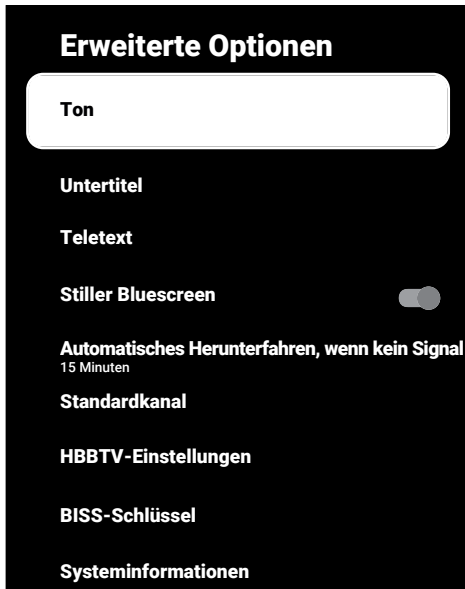 Erweiterte Optionen
Ton
Untertitel
Teletext
Stiller Bluescreen
Automatisches Herunterfahren, wenn kein Signal
15 Minuten
Standardkanal
HBBTV-Einstellungen
BISS-Schlüssel
Systeminformationen